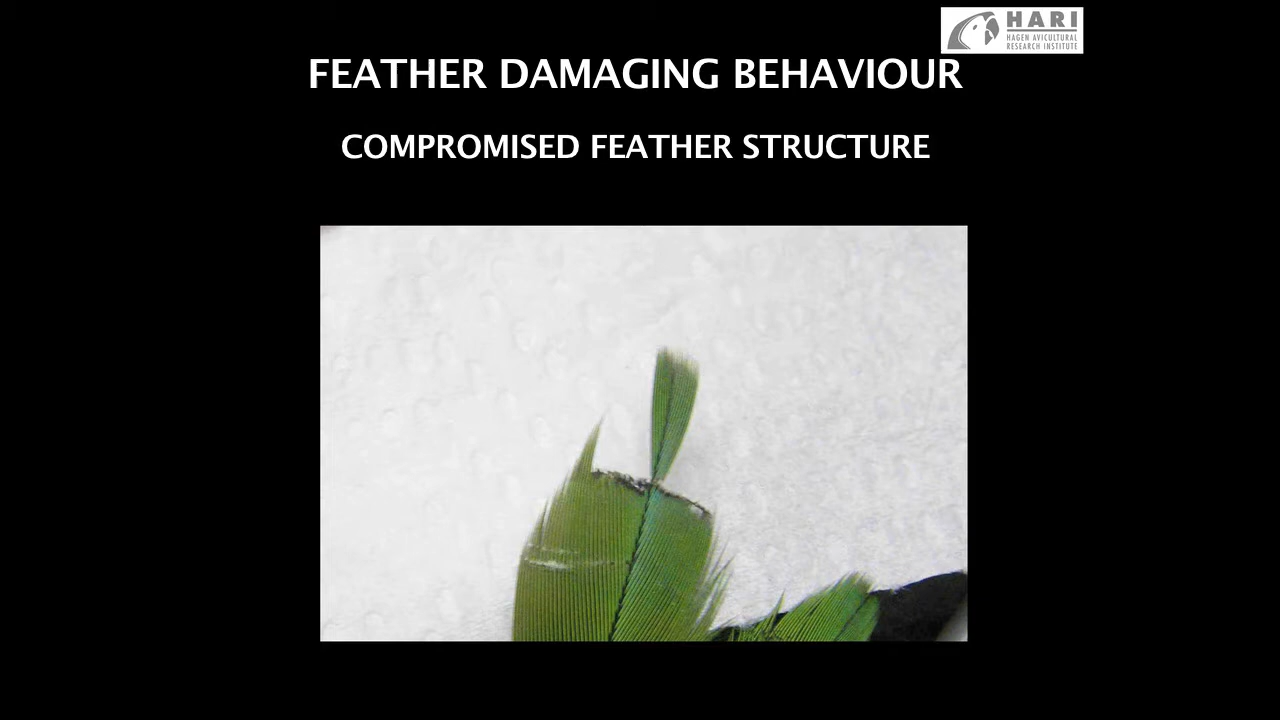 HARI
HAGEN AVICULTURAL
RESEARCH INSTITUTE
FEATHER DAMAGING BEHAVIOUR
COMPROMISED FEATHER STRUCTURE